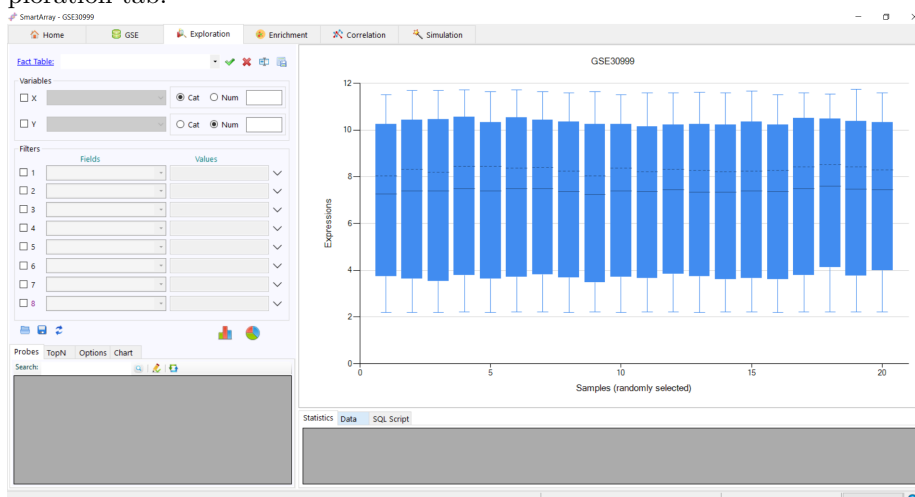 ploration tab.
SmartArray - GSE30999
Home GSE Exploration Enrichment Correlation Simulation
Fact Table:
Variables
X Cat Num
Y Cat Num
Filters
Fields Values
1
2
3
4
5
6
7
8
Probes TopN Options Chart
Search:
GSE30999
12
10
8
6
4
2
0
Expressions
0 5 10 15 20
Samples (randomly selected)
Statistics Data SQL Script